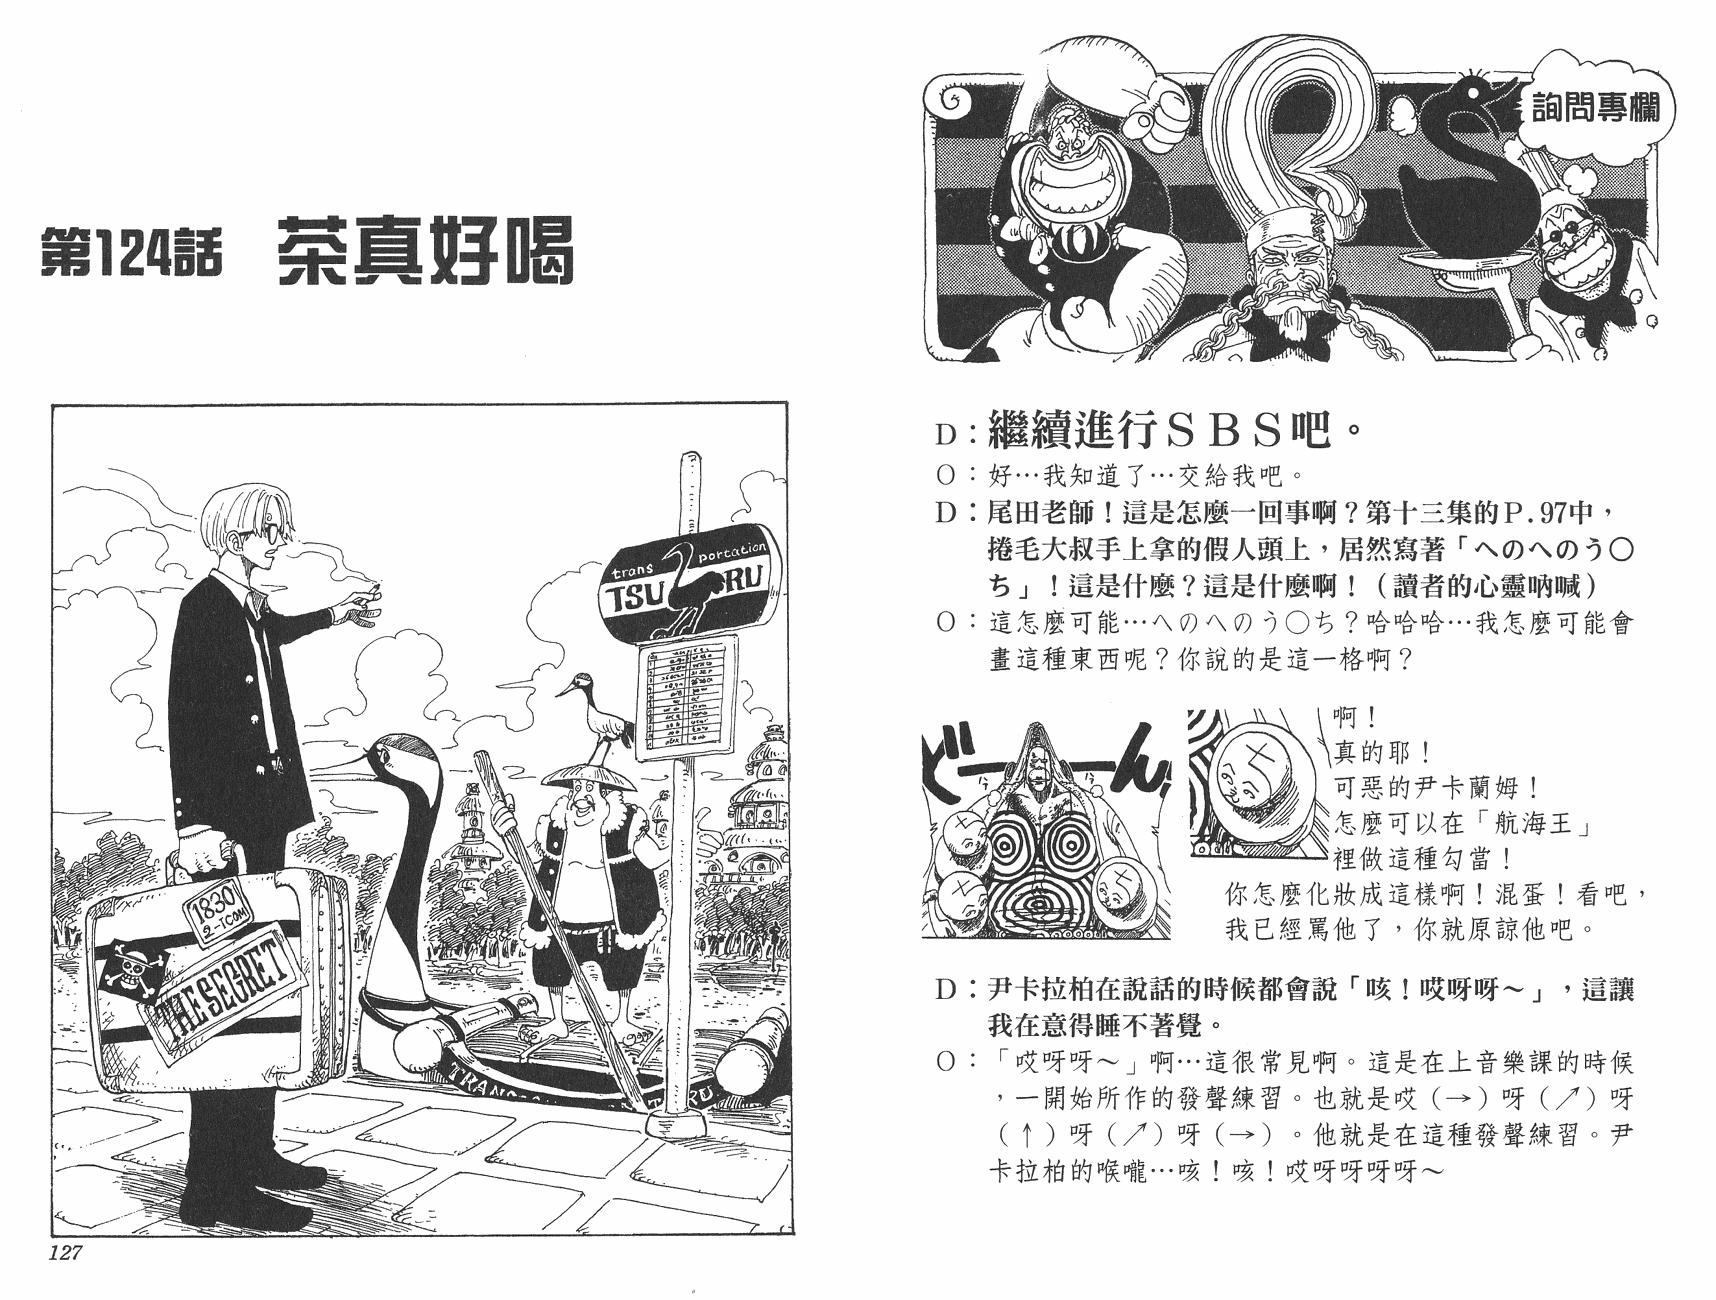 詢問專欄
D：繼續進行ＳＢＳ吧。
O：好…我知道了…交給我吧。
D：尾田老師！這是怎麼一回事啊？第十三集的P.97中，
捲毛大叔手上拿的假人頭上，居然寫著「へのへのう○
ち」！這是什麼？這是什麼啊！（讀者的心靈吶喊）
O：這怎麼可能…へのへのう○ち？哈哈哈…我怎麼可能會
畫這種東西呢？你說的是這一格啊？
ど──ん
啊！
真的耶！
可惡的尹卡蘭姆！
怎麼可以在「航海王」
裡做這種勾當！
你怎麼化妝成這樣啊！混蛋！看吧，
我已經罵他了，你就原諒他吧。
D：尹卡拉柏在說話的時候都會說「咳！哎呀呀～」，這讓
我在意得睡不著覺。
O：「哎呀呀～」啊…這很常見啊。這是在上音樂課的時候
，一開始所作的發聲練習。也就是哎（→）呀（↗）呀
（↑）呀（↗）呀（→）。他就是在這種發聲練習。尹
卡拉柏的喉嚨…咳！咳！哎呀呀呀呀～
第124話　茶真好喝
trans portation
TSURU
1830
2-1COM
THE SEGRET
TRANS
RU
127